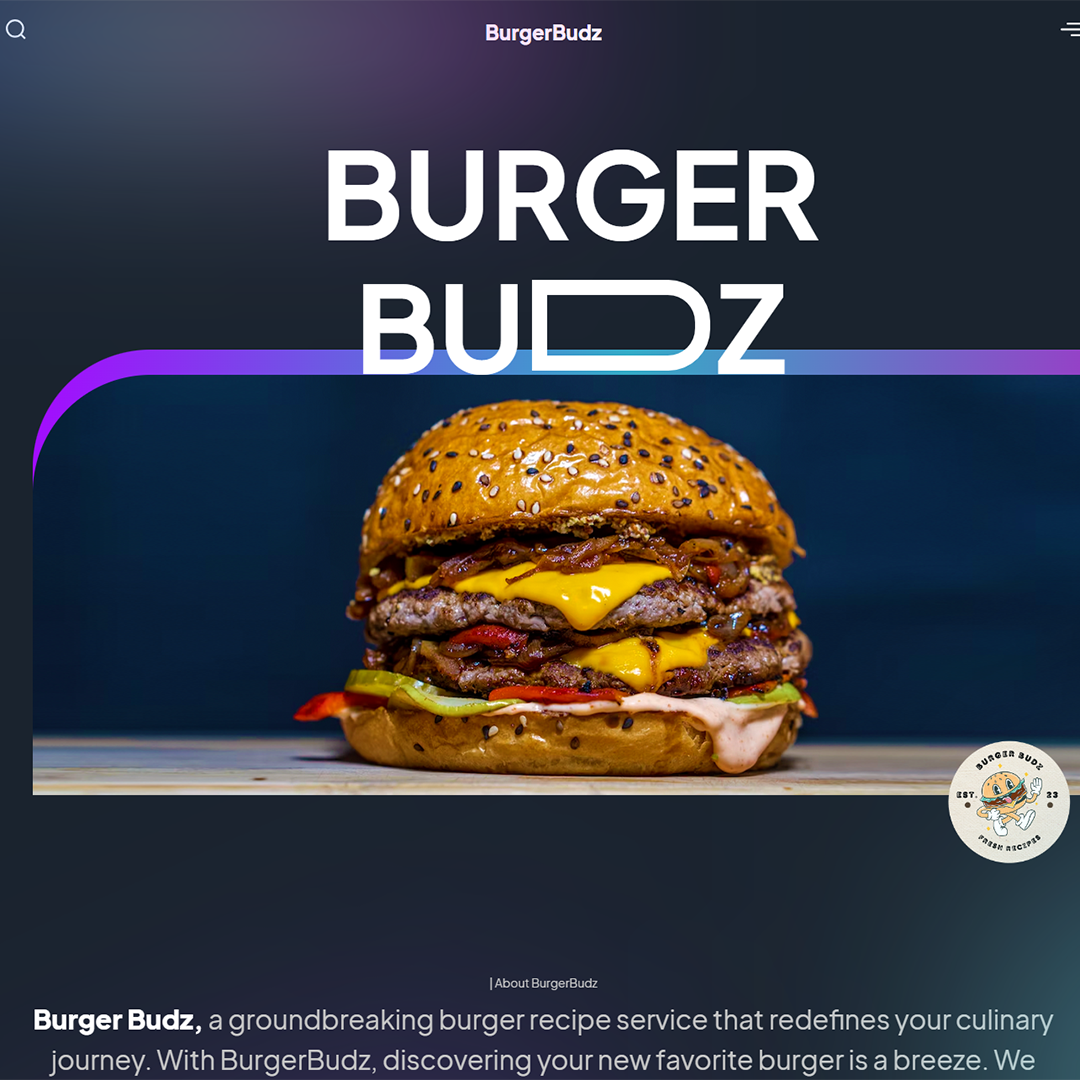 BurgerBudz
BURGER
BUDZ
BURGER BUDZ
EST. 23
FRESH RECIPES
| About BurgerBudz
Burger Budz, a groundbreaking burger recipe service that redefines your culinary
journey. With BurgerBudz, discovering your new favorite burger is a breeze. We